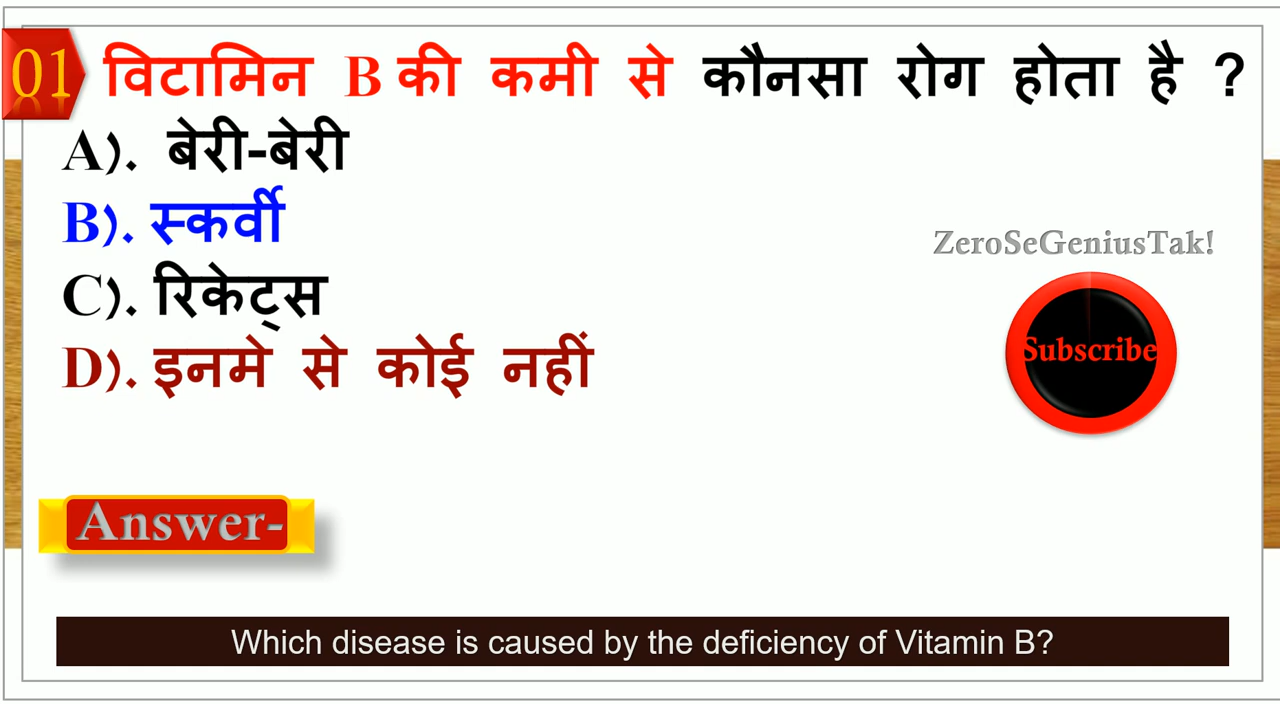 01 विटामिन B की कमी से कौनसा रोग होता है ?
A). बेरी-बेरी
B). स्कर्वी
C). रिकेट्स
D). इनमे से कोई नहीं
ZeroSeGeniusTak!
Subscribe
Answer-
Which disease is caused by the deficiency of Vitamin B?